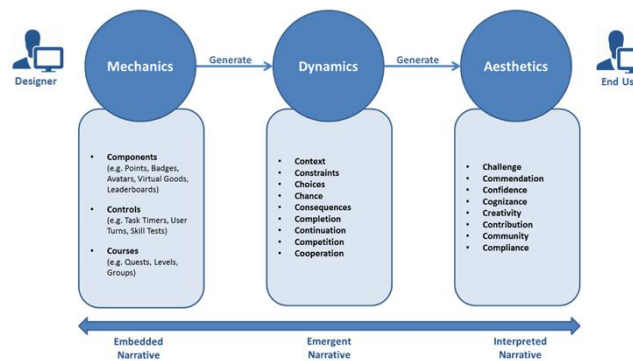 Designer
Mechanics
Generate
Dynamics
Generate
Aesthetics
End Us
• Components
(e.g. Points, Badges,
Avatars, Virtual Goods,
Leaderboards)
• Controls
(e.g. Task Timers, User
Turns, Skill Tests)
• Courses
(e.g. Quests, Levels,
Groups)
• Context
• Constraints
• Choices
• Chance
• Consequences
• Completion
• Continuation
• Competition
• Cooperation
• Challenge
• Commendation
• Confidence
• Cognizance
• Creativity
• Contribution
• Community
• Compliance
Embedded
Narrative
Emergent
Narrative
Interpreted
Narrative